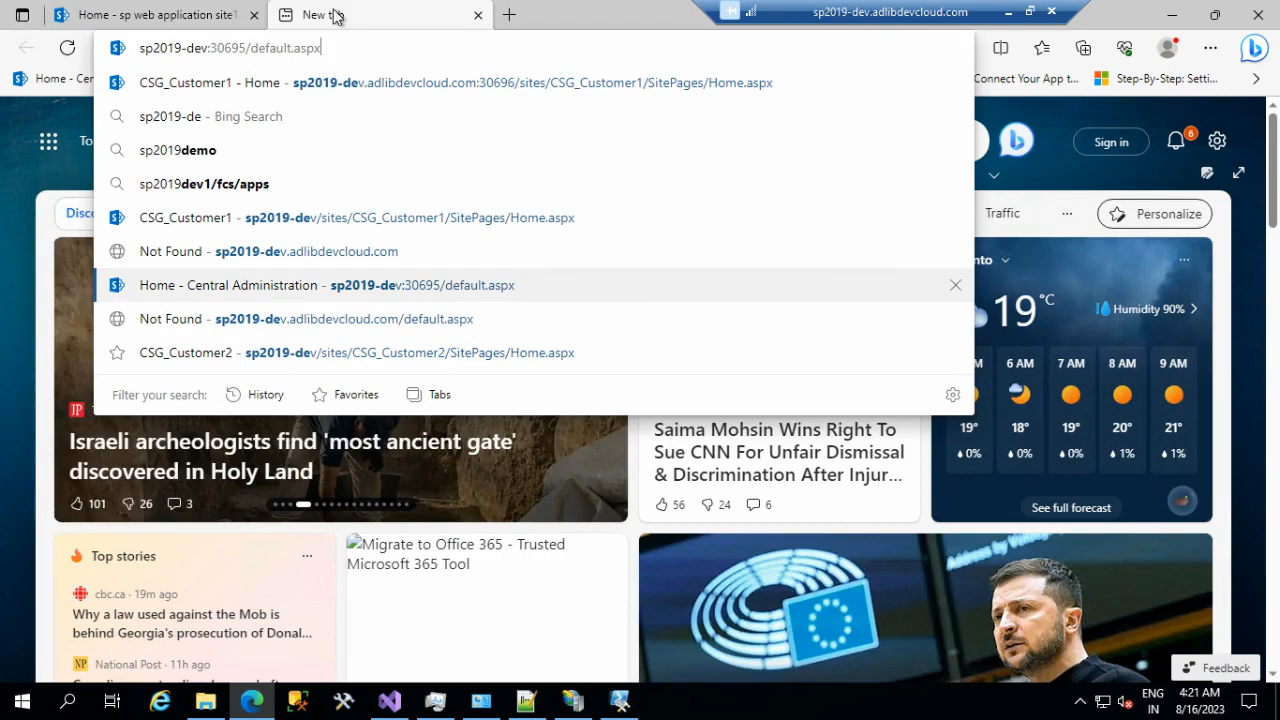 Home - sp web application site1
New t
sp2019-dev.adlibdevcloud.com
sp2019-dev:30695/default.aspx
Home - Cen
Connect Your App t...
Step-By-Step: Settin...
CSG_Customer1 - Home - sp2019-dev.adlibdevcloud.com:30696/sites/CSG_Customer1/SitePages/Home.aspx
sp2019-de - Bing Search
sp2019demo
sp2019dev1/fcs/apps
CSG_Customer1 - sp2019-dev/sites/CSG_Customer1/SitePages/Home.aspx
Not Found - sp2019-dev.adlibdevcloud.com
Home - Central Administration - sp2019-dev:30695/default.aspx
Not Found - sp2019-dev.adlibdevcloud.com/default.aspx
CSG_Customer2 - sp2019-dev/sites/CSG_Customer2/SitePages/Home.aspx
Filter your search: History Favorites Tabs
To
Sign in
6
Disco
Traffic
Personalize
nto
19 °C
Humidity 90%
M 6 AM 7 AM 8 AM 9 AM
19° 18° 19° 20° 21°
0% 0% 0% 1% 1%
See full forecast
JP
Israeli archeologists find 'most ancient gate'
discovered in Holy Land
101 26 3
Saima Mohsin Wins Right To
Sue CNN For Unfair Dismissal
& Discrimination After Injur...
56 24 6
Top stories
cbc.ca · 19m ago
Why a law used against the Mob is
behind Georgia's prosecution of Donal...
NP National Post · 11h ago
Migrate to Office 365 - Trusted
Microsoft 365 Tool
Feedback
ENG
IN
4:21 AM
8/16/2023